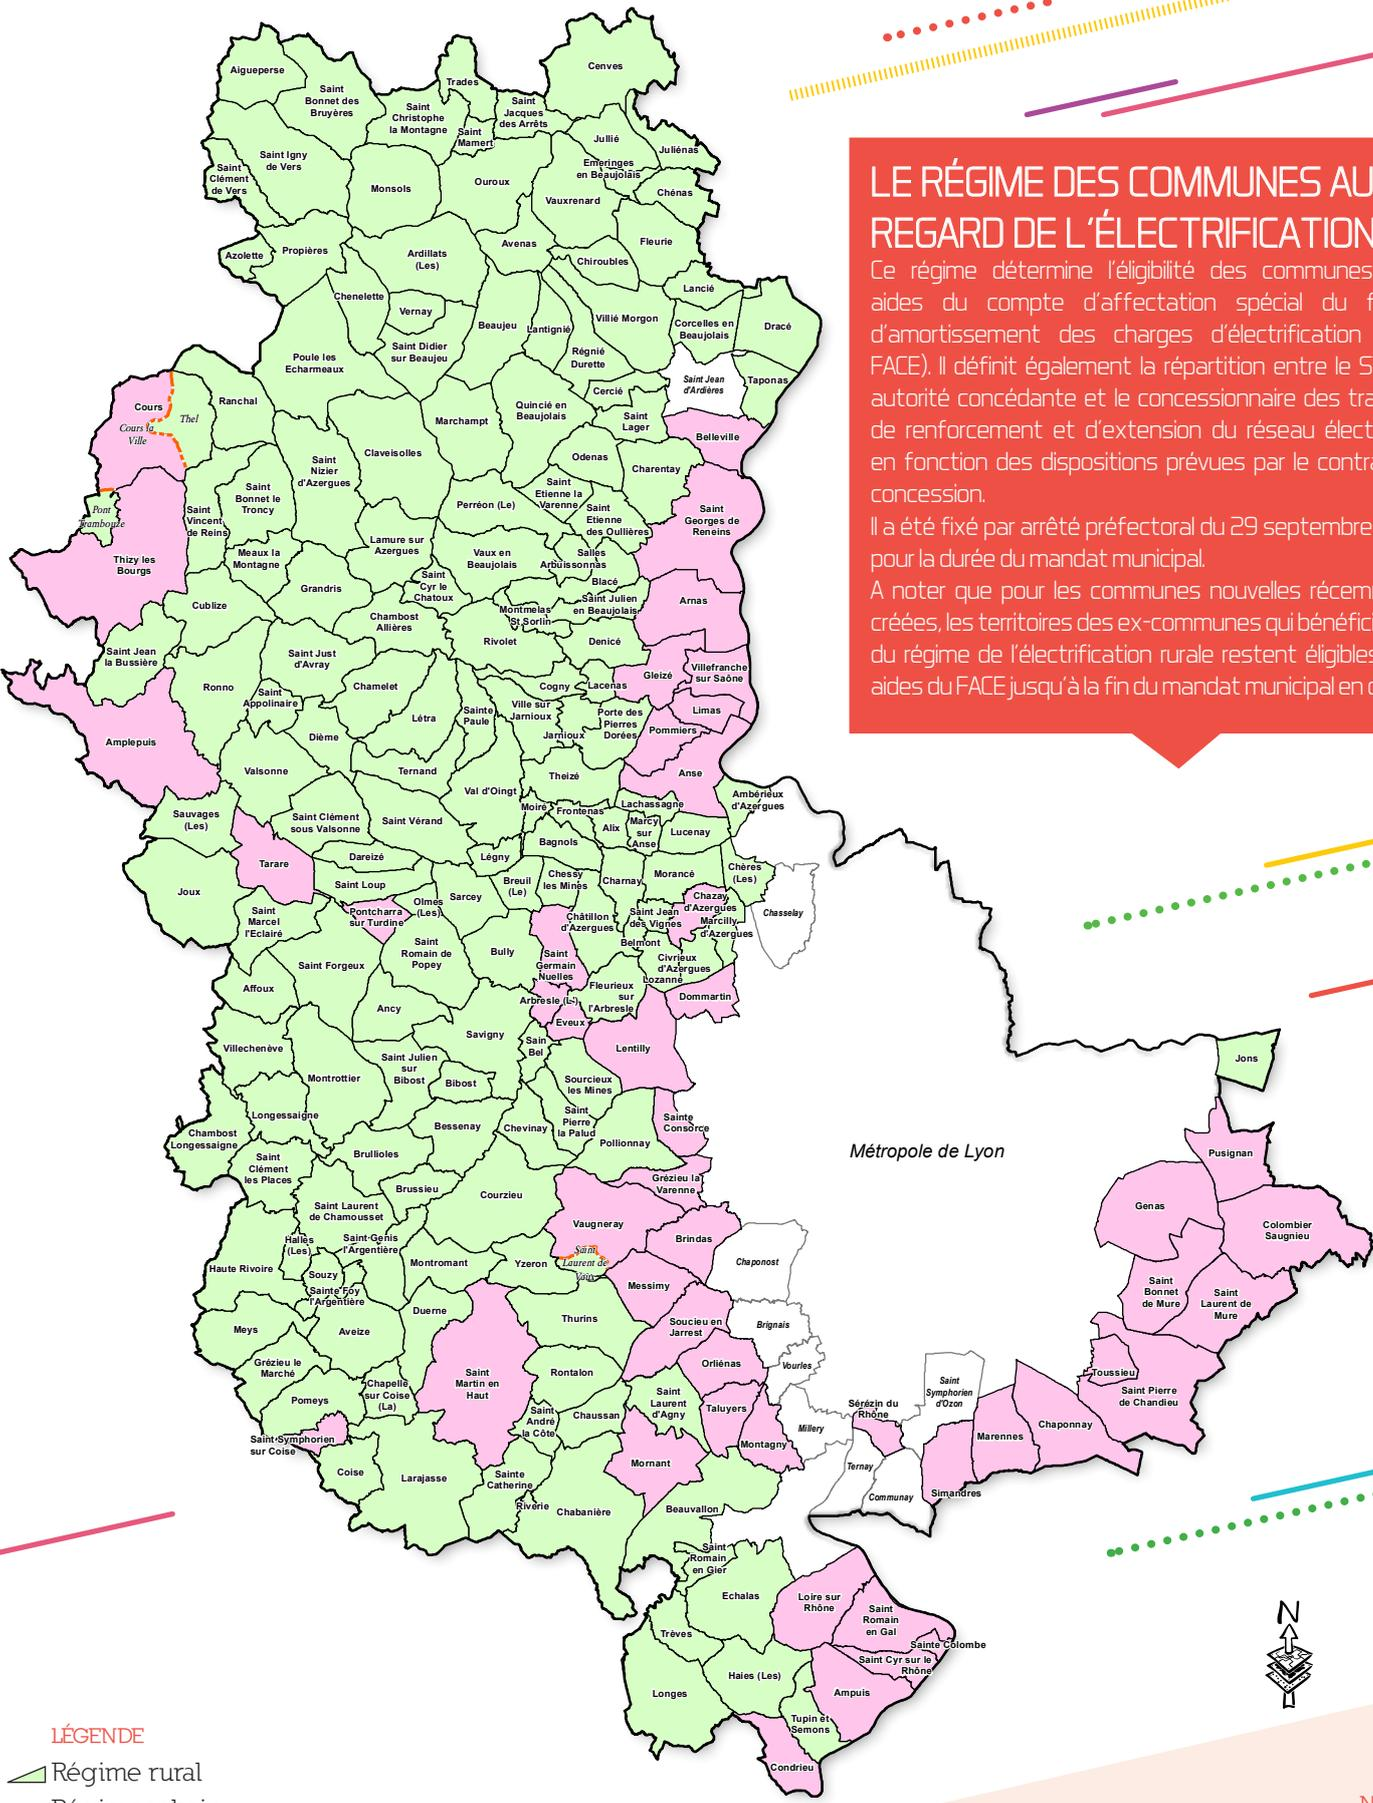 Aigueperse
Saint
Bonnet des
Bruyères
Trades
Cenves
Saint
Christophe
la Montagne
Saint
Mamert
Saint
Jacques
des Arrêts
Jullié
Juliénas
Emeringes
en Beaujolais
Saint Igny
de Vers
Saint
Clément
de Vers
Monsols
Ouroux
Vauxrenard
Chénas
Azolette
Propières
Ardillats
(Les)
Avenas
Fleurie
Chiroubles
Chenelette
Vernay
Lancié
Beaujeu
Lantignié
Villié Morgon
Corcelles en
Beaujolais
Dracé
Poule les
Echarmeaux
Saint Didier
sur Beaujeu
Régnié
Durette
Saint Jean
d'Ardières
Taponas
Cours
Cours la
Ville
Thel
Ranchal
Cercié
Quincié en
Beaujolais
Saint
Lager
Marchampt
Belleville
Saint
Nizier
d'Azergues
Claveisolles
Odenas
Charentay
Pont
Trambouze
Saint
Bonnet le
Troncy
Saint
Vincent
de Reins
Perréon (Le)
Saint
Etienne la
Varenne
Saint
Etienne
des Oullières
Saint
Georges de
Reneins
Thizy les
Bourgs
Meaux la
Montagne
Lamure sur
Azergues
Vaux en
Beaujolais
Salles
Arbuissonnas
Blacé
Grandris
Saint
Cyr le
Chatoux
Cublize
Chambost
Allières
Montmelas
St Sorlin
Saint Julien
en Beaujolais
Arnas
Rivolet
Denicé
Saint Jean
la Bussière
Saint Just
d'Avray
Ronno
Saint
Appolinaire
Chamelet
Cogny
Lacenas
Gleizé
Villefranche
sur Saône
Létra
Sainte
Paule
Ville sur
Jarnioux
Jarnioux
Porte des
Pierres
Dorées
Limas
Pommiers
Amplepuis
Dième
Valsonne
Ternand
Theizé
Anse
Val d'Oingt
Sauvages
(Les)
Saint Clément
sous Valsonne
Saint Vérand
Moiré
Frontenas
Lachassagne
Ambérieux
d'Azergues
Alix
Marcy
sur
Anse
Lucenay
Bagnols
Tarare
Dareizé
Légny
Joux
Saint Loup
Breuil
(Le)
Chessy
les Mines
Charnay
Morancé
Chères
(Les)
Sarcey
Olmes
(Les)
Pontcharra
sur Turdine
Chazay
d'Azergues
Chasselay
Saint
Marcel
l'Eclairé
Châtillon
d'Azergues
Saint Jean
des Vignes
Marcilly
d'Azergues
Belmont
Saint
Romain de
Popey
Bully
Saint
Germain
Nuelles
Civrieux
d'Azergues
Lozanne
Saint Forgeux
Affoux
Fleurieux
sur
l'Arbresle
Dommartin
Arbresle (L')
Eveux
Ancy
Savigny
Sain
Bel
Lentilly
Villechenève
Montrottier
Saint Julien
sur
Bibost
Bibost
Sourcieux
les Mines
Jons
Longessaigne
Chambost
Longessaigne
Bessenay
Chevinay
Saint
Pierre
la Palud
Sainte
Consorce
Pollionnay
Saint
Clément
les Places
Brullioles
Métropole de Lyon
Pusignan
Brussieu
Courzieu
Grézieu la
Varenne
Genas
Saint Laurent
de Chamousset
Vaugneray
Brindas
Colombier
Saugnieu
Halles
(Les)
Saint Genis
l'Argentière
Montromant
Yzeron
Saint
Laurent de
Vaux
Chaponost
Haute Rivoire
Souzy
Sainte Foy
l'Argentière
Messimy
Saint
Bonnet
de Mure
Saint
Laurent de
Mure
Duerne
Thurins
Meys
Aveize
Soucieu en
Jarrest
Brignais
Grézieu le
Marché
Orliénas
Vourles
Rontalon
Saint
Martin en
Haut
Toussieu
Saint Pierre
de Chandieu
Pomeys
Chapelle
sur Coise
(La)
Saint
Laurent
d'Agny
Taluyers
Saint
Symphorien
d'Ozon
Saint
André
la Côte
Chaussan
Sérézin du
Rhône
Chaponnay
Millery
Marennes
Saint Symphorien
sur Coise
Montagny
Mornant
Coise
Larajasse
Sainte
Catherine
Ternay
Communay
Simandres
Riverie
Chabanière
Beauvallon
Saint
Romain
en Gier
Echalas
Loire sur
Rhône
Saint
Romain
en Gal
Trèves
Sainte Colombe
Saint Cyr sur le
Rhône
Haies (Les)
Longes
Ampuis
Tupin et
Semons
Condrieu
LE RÉGIME DES COMMUNES AU
REGARD DE L'ÉLECTRIFICATION
Ce régime détermine l'éligibilité des communes
aides du compte d'affectation spécial du f
d'amortissement des charges d'électrification
FACE). Il définit également la répartition entre le S
autorité concédante et le concessionnaire des tra
de renforcement et d'extension du réseau élect
en fonction des dispositions prévues par le contra
concession.
Il a été fixé par arrêté préfectoral du 29 septembre
pour la durée du mandat municipal.
A noter que pour les communes nouvelles récem
créées, les territoires des ex-communes qui bénéfici
du régime de l'électrification rurale restent éligibles
aides du FACE jusqu'à la fin du mandat municipal en c
N
LÉGENDE
Régime rural